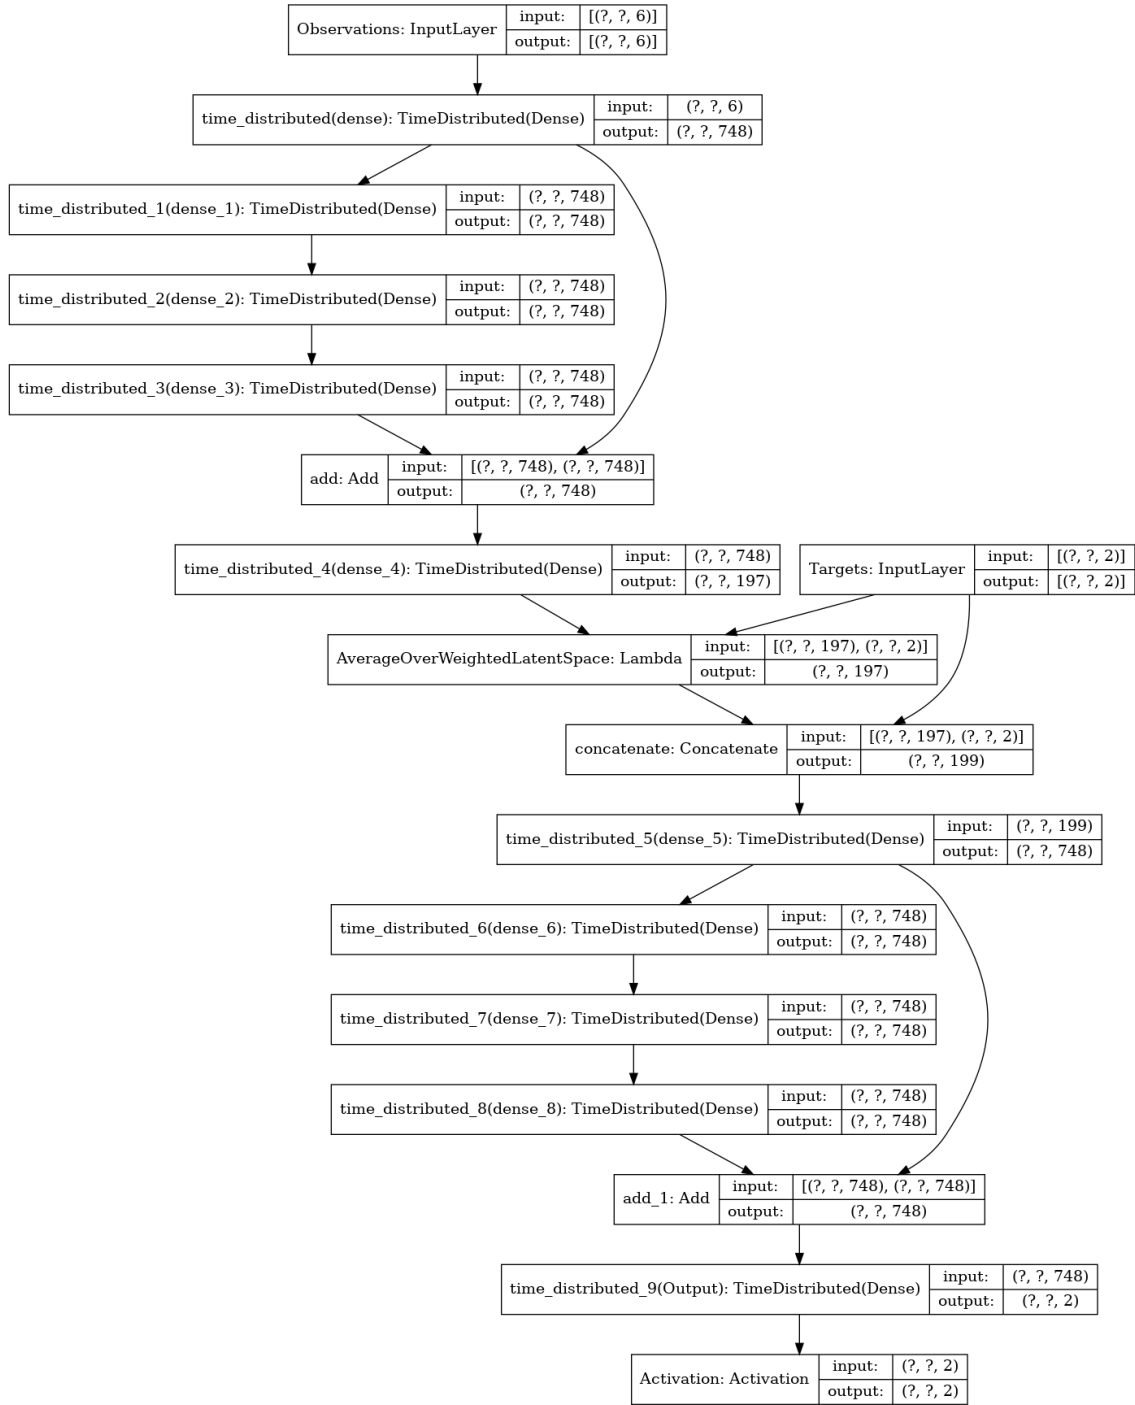 Observations: InputLayer
input: [(?, ?, 6)]
output: [(?, ?, 6)]
time_distributed(dense): TimeDistributed(Dense)
input: (?, ?, 6)
output: (?, ?, 748)
time_distributed_1(dense_1): TimeDistributed(Dense)
input: (?, ?, 748)
output: (?, ?, 748)
time_distributed_2(dense_2): TimeDistributed(Dense)
input: (?, ?, 748)
output: (?, ?, 748)
time_distributed_3(dense_3): TimeDistributed(Dense)
input: (?, ?, 748)
output: (?, ?, 748)
add: Add
input: [(?, ?, 748), (?, ?, 748)]
output: (?, ?, 748)
time_distributed_4(dense_4): TimeDistributed(Dense)
input: (?, ?, 748)
output: (?, ?, 197)
Targets: InputLayer
input: [(?, ?, 2)]
output: [(?, ?, 2)]
AverageOverWeightedLatentSpace: Lambda
input: [(?, ?, 197), (?, ?, 2)]
output: (?, ?, 197)
concatenate: Concatenate
input: [(?, ?, 197), (?, ?, 2)]
output: (?, ?, 199)
time_distributed_5(dense_5): TimeDistributed(Dense)
input: (?, ?, 199)
output: (?, ?, 748)
time_distributed_6(dense_6): TimeDistributed(Dense)
input: (?, ?, 748)
output: (?, ?, 748)
time_distributed_7(dense_7): TimeDistributed(Dense)
input: (?, ?, 748)
output: (?, ?, 748)
time_distributed_8(dense_8): TimeDistributed(Dense)
input: (?, ?, 748)
output: (?, ?, 748)
add_1: Add
input: [(?, ?, 748), (?, ?, 748)]
output: (?, ?, 748)
time_distributed_9(Output): TimeDistributed(Dense)
input: (?, ?, 748)
output: (?, ?, 2)
Activation: Activation
input: (?, ?, 2)
output: (?, ?, 2)